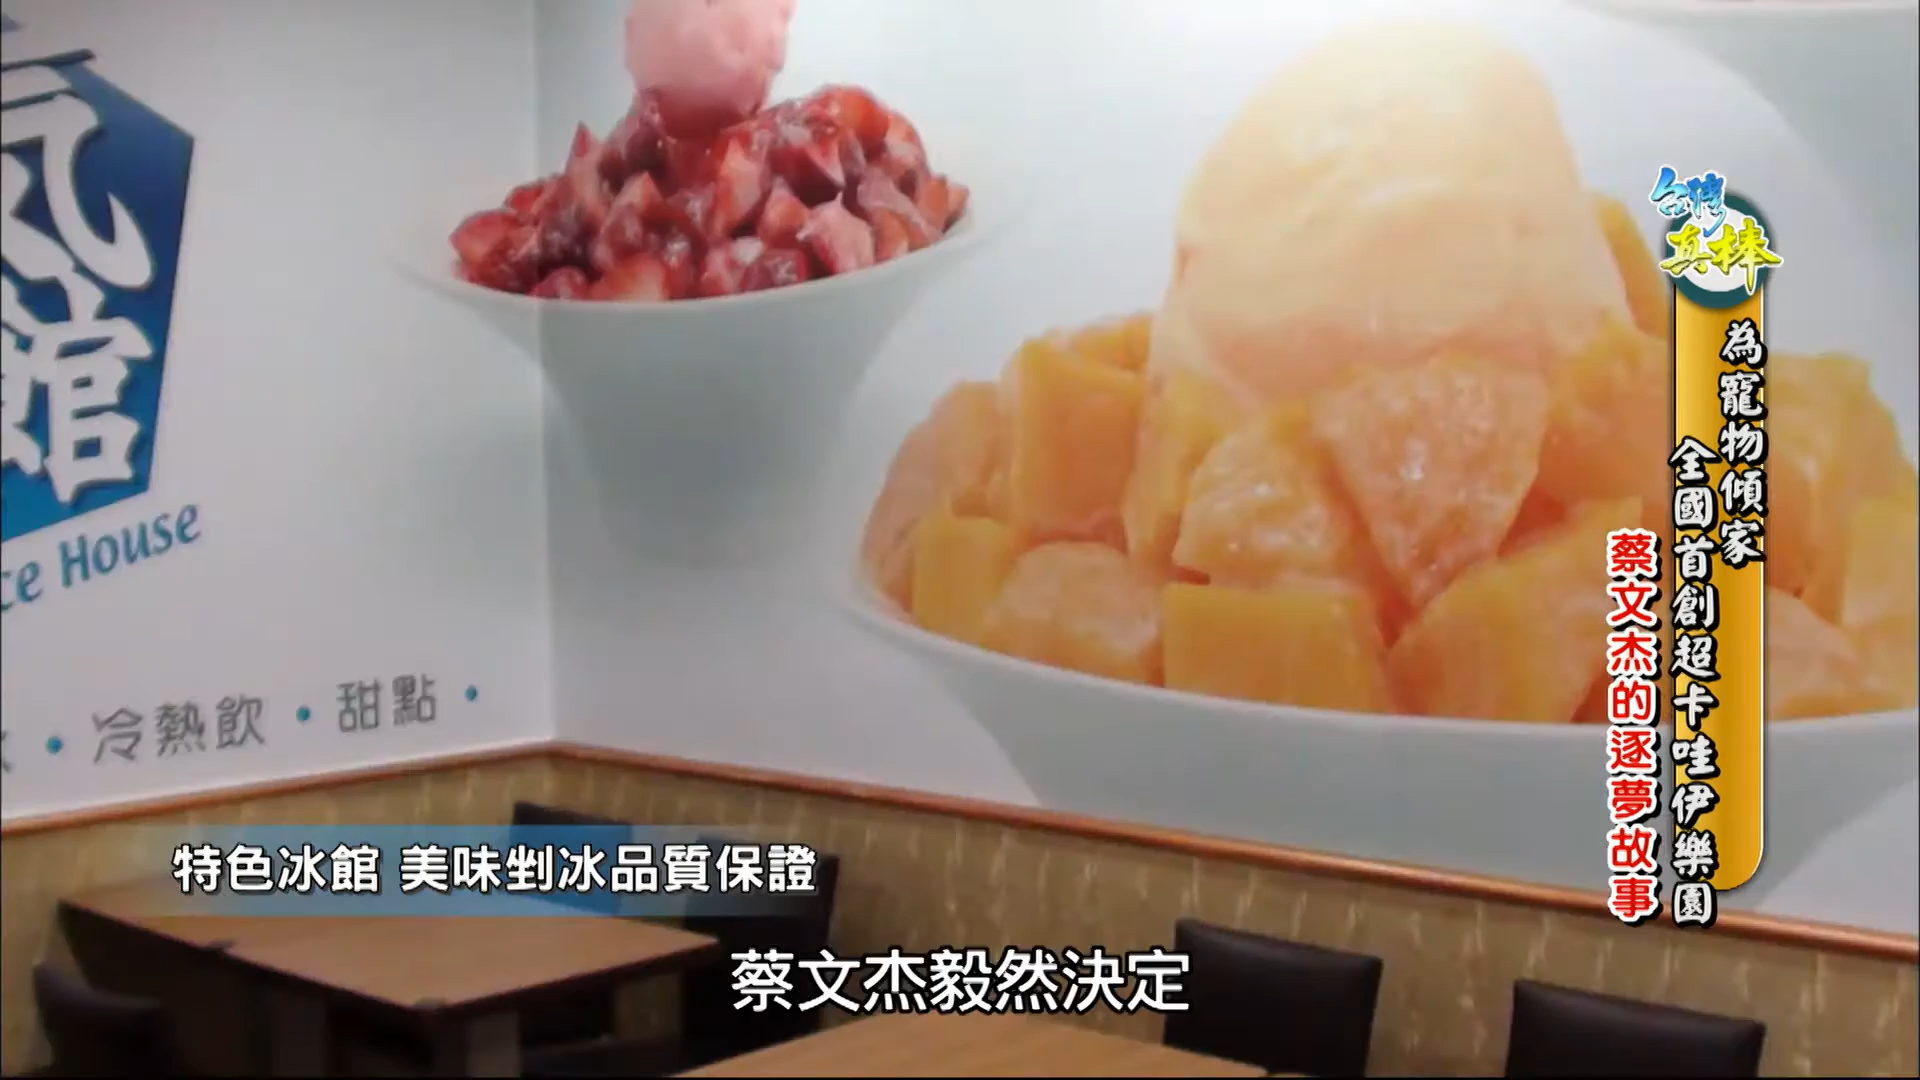 館
ce House
冷熱飲・甜點・
台灣
真棒
為寵物傾家
全國首創超卡哇伊樂園
蔡文杰的逐夢故事
特色冰館 美味剉冰品質保證
蔡文杰毅然決定